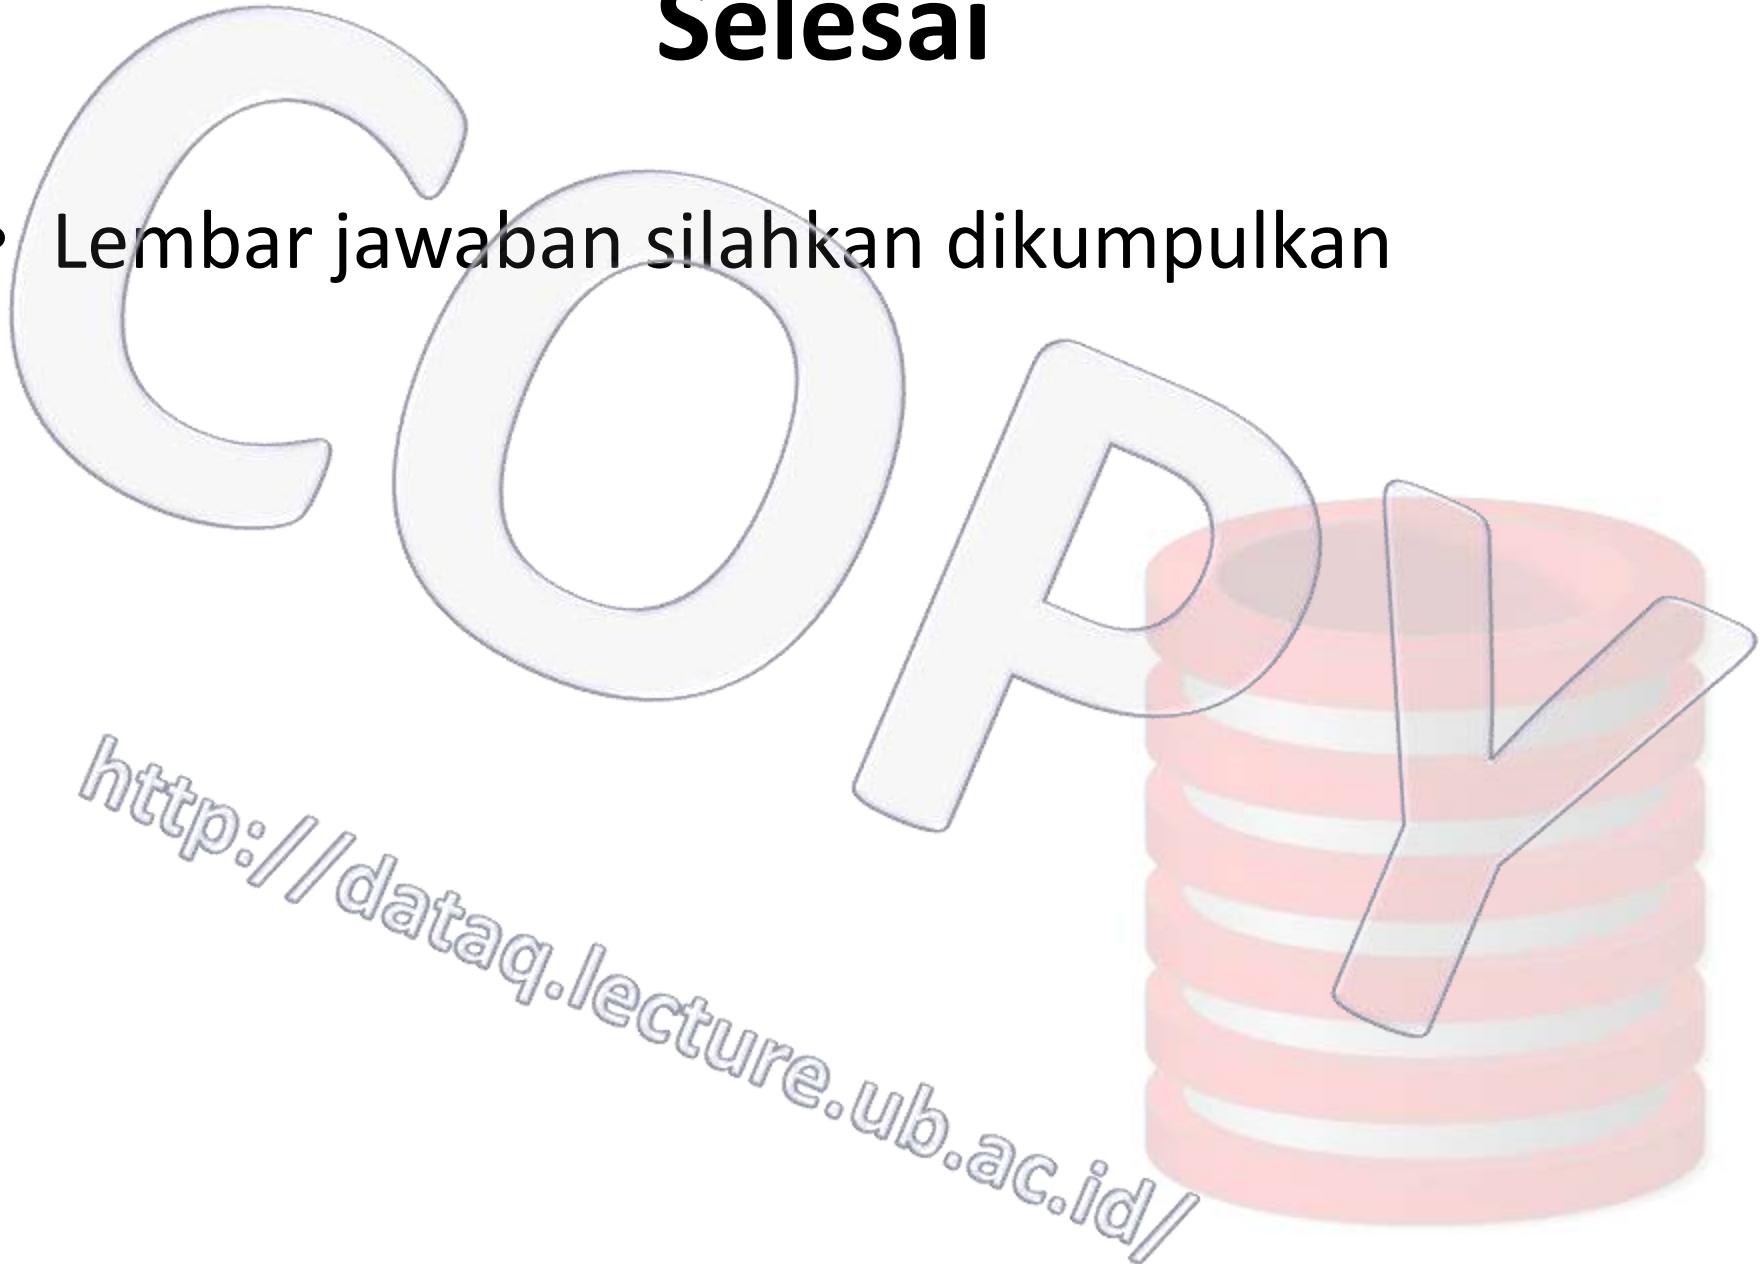 Selesai
• Lembar jawaban silahkan dikumpulkan
COPY
http://dataq.lecture.ub.ac.id/